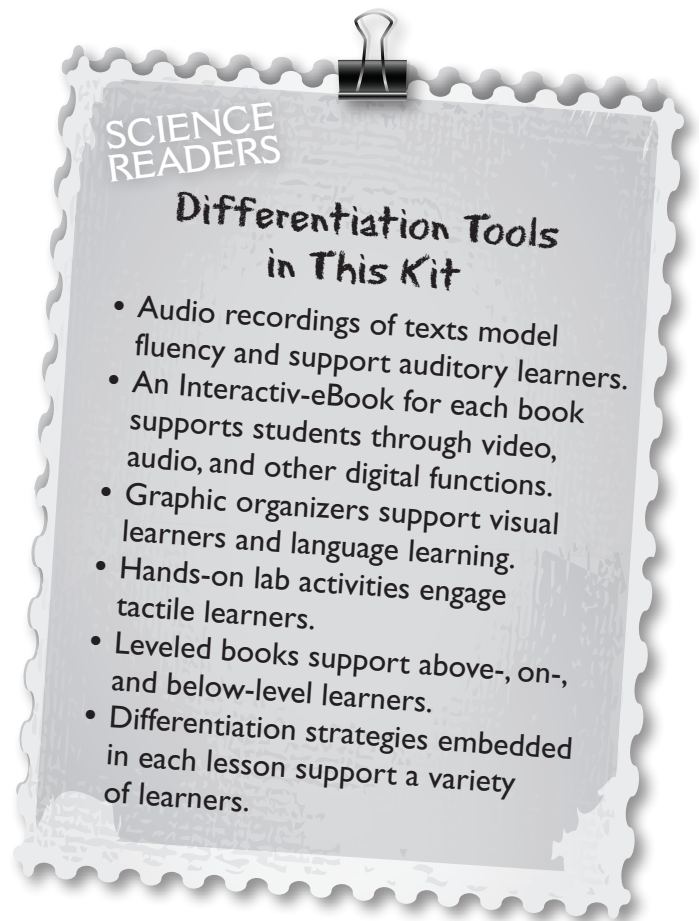 SCIENCE
READERS
Differentiation Tools
in This Kit
• Audio recordings of texts model
fluency and support auditory learners.
• An Interactiv-eBook for each book
supports students through video,
audio, and other digital functions.
• Graphic organizers support visual
learners and language learning.
• Hands-on lab activities engage
tactile learners.
• Leveled books support above-, on-,
and below-level learners.
• Differentiation strategies embedded
in each lesson support a variety
of learners.